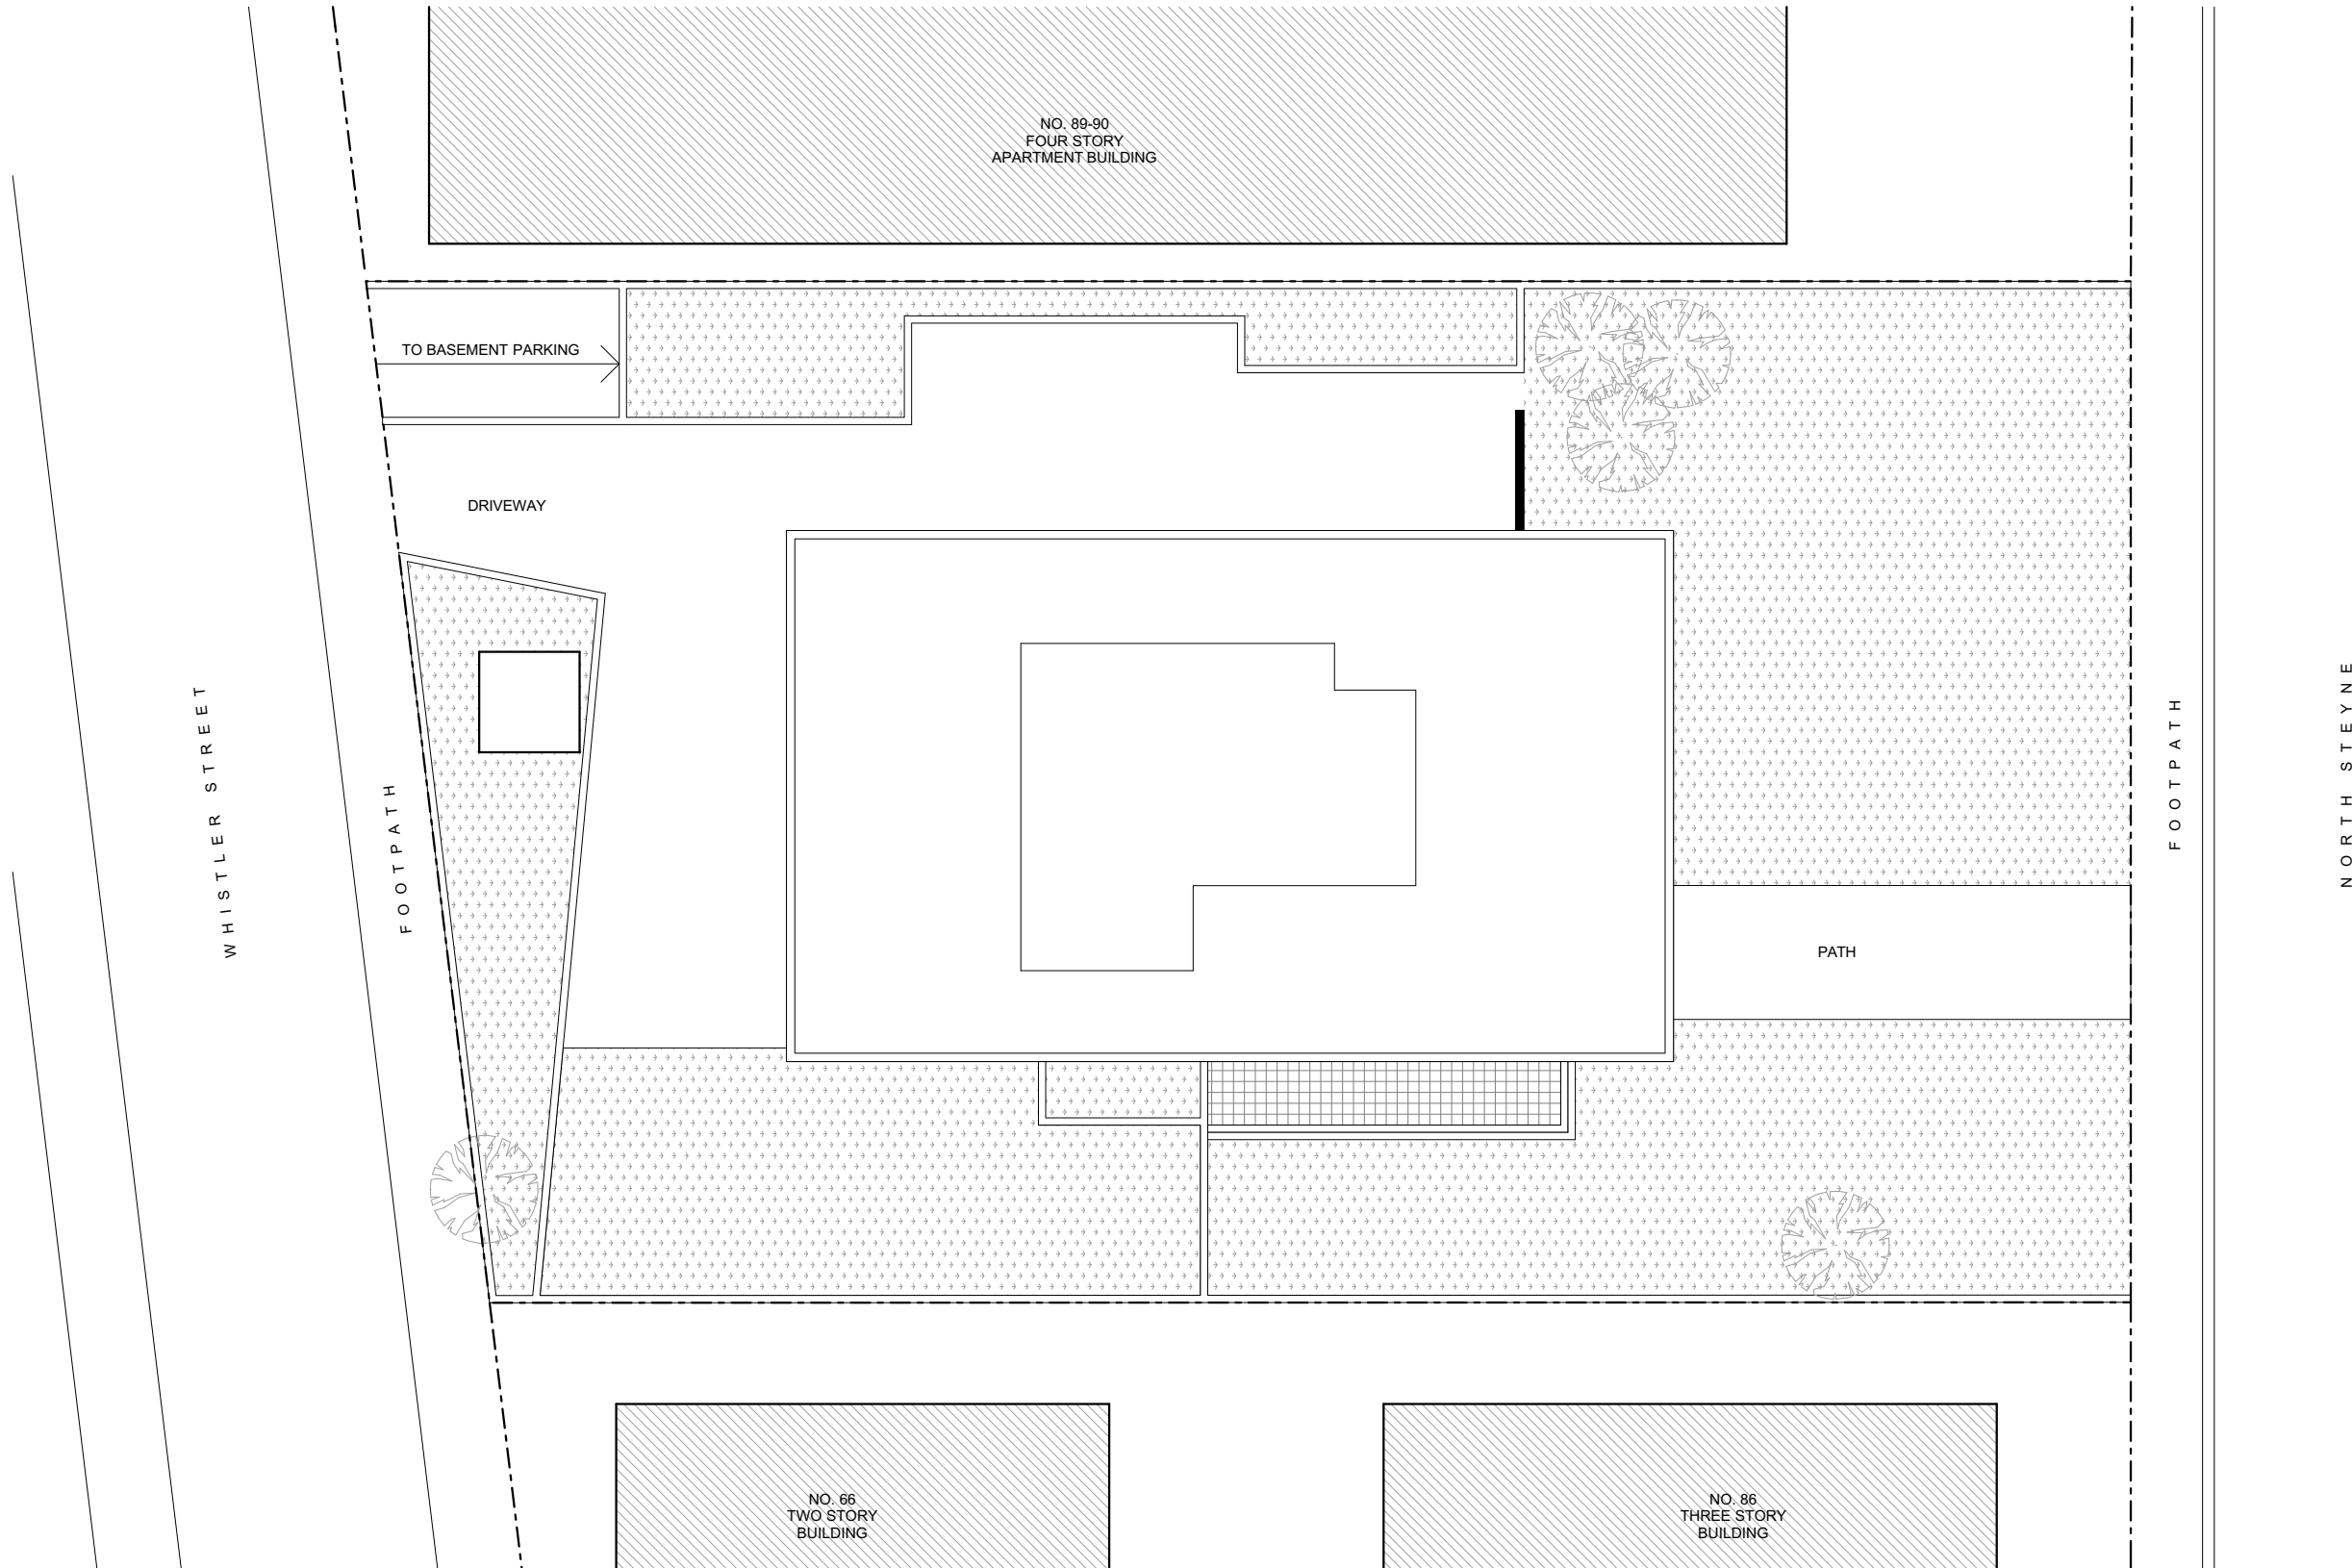 NO. 89-90
FOUR STORY
APARTMENT BUILDING
TO BASEMENT PARKING
DRIVEWAY
WHISTLER STREET
FOOTPATH
FOOTPATH
NORTH STEYNE
PATH
NO. 66
TWO STORY
BUILDING
NO. 86
THREE STORY
BUILDING